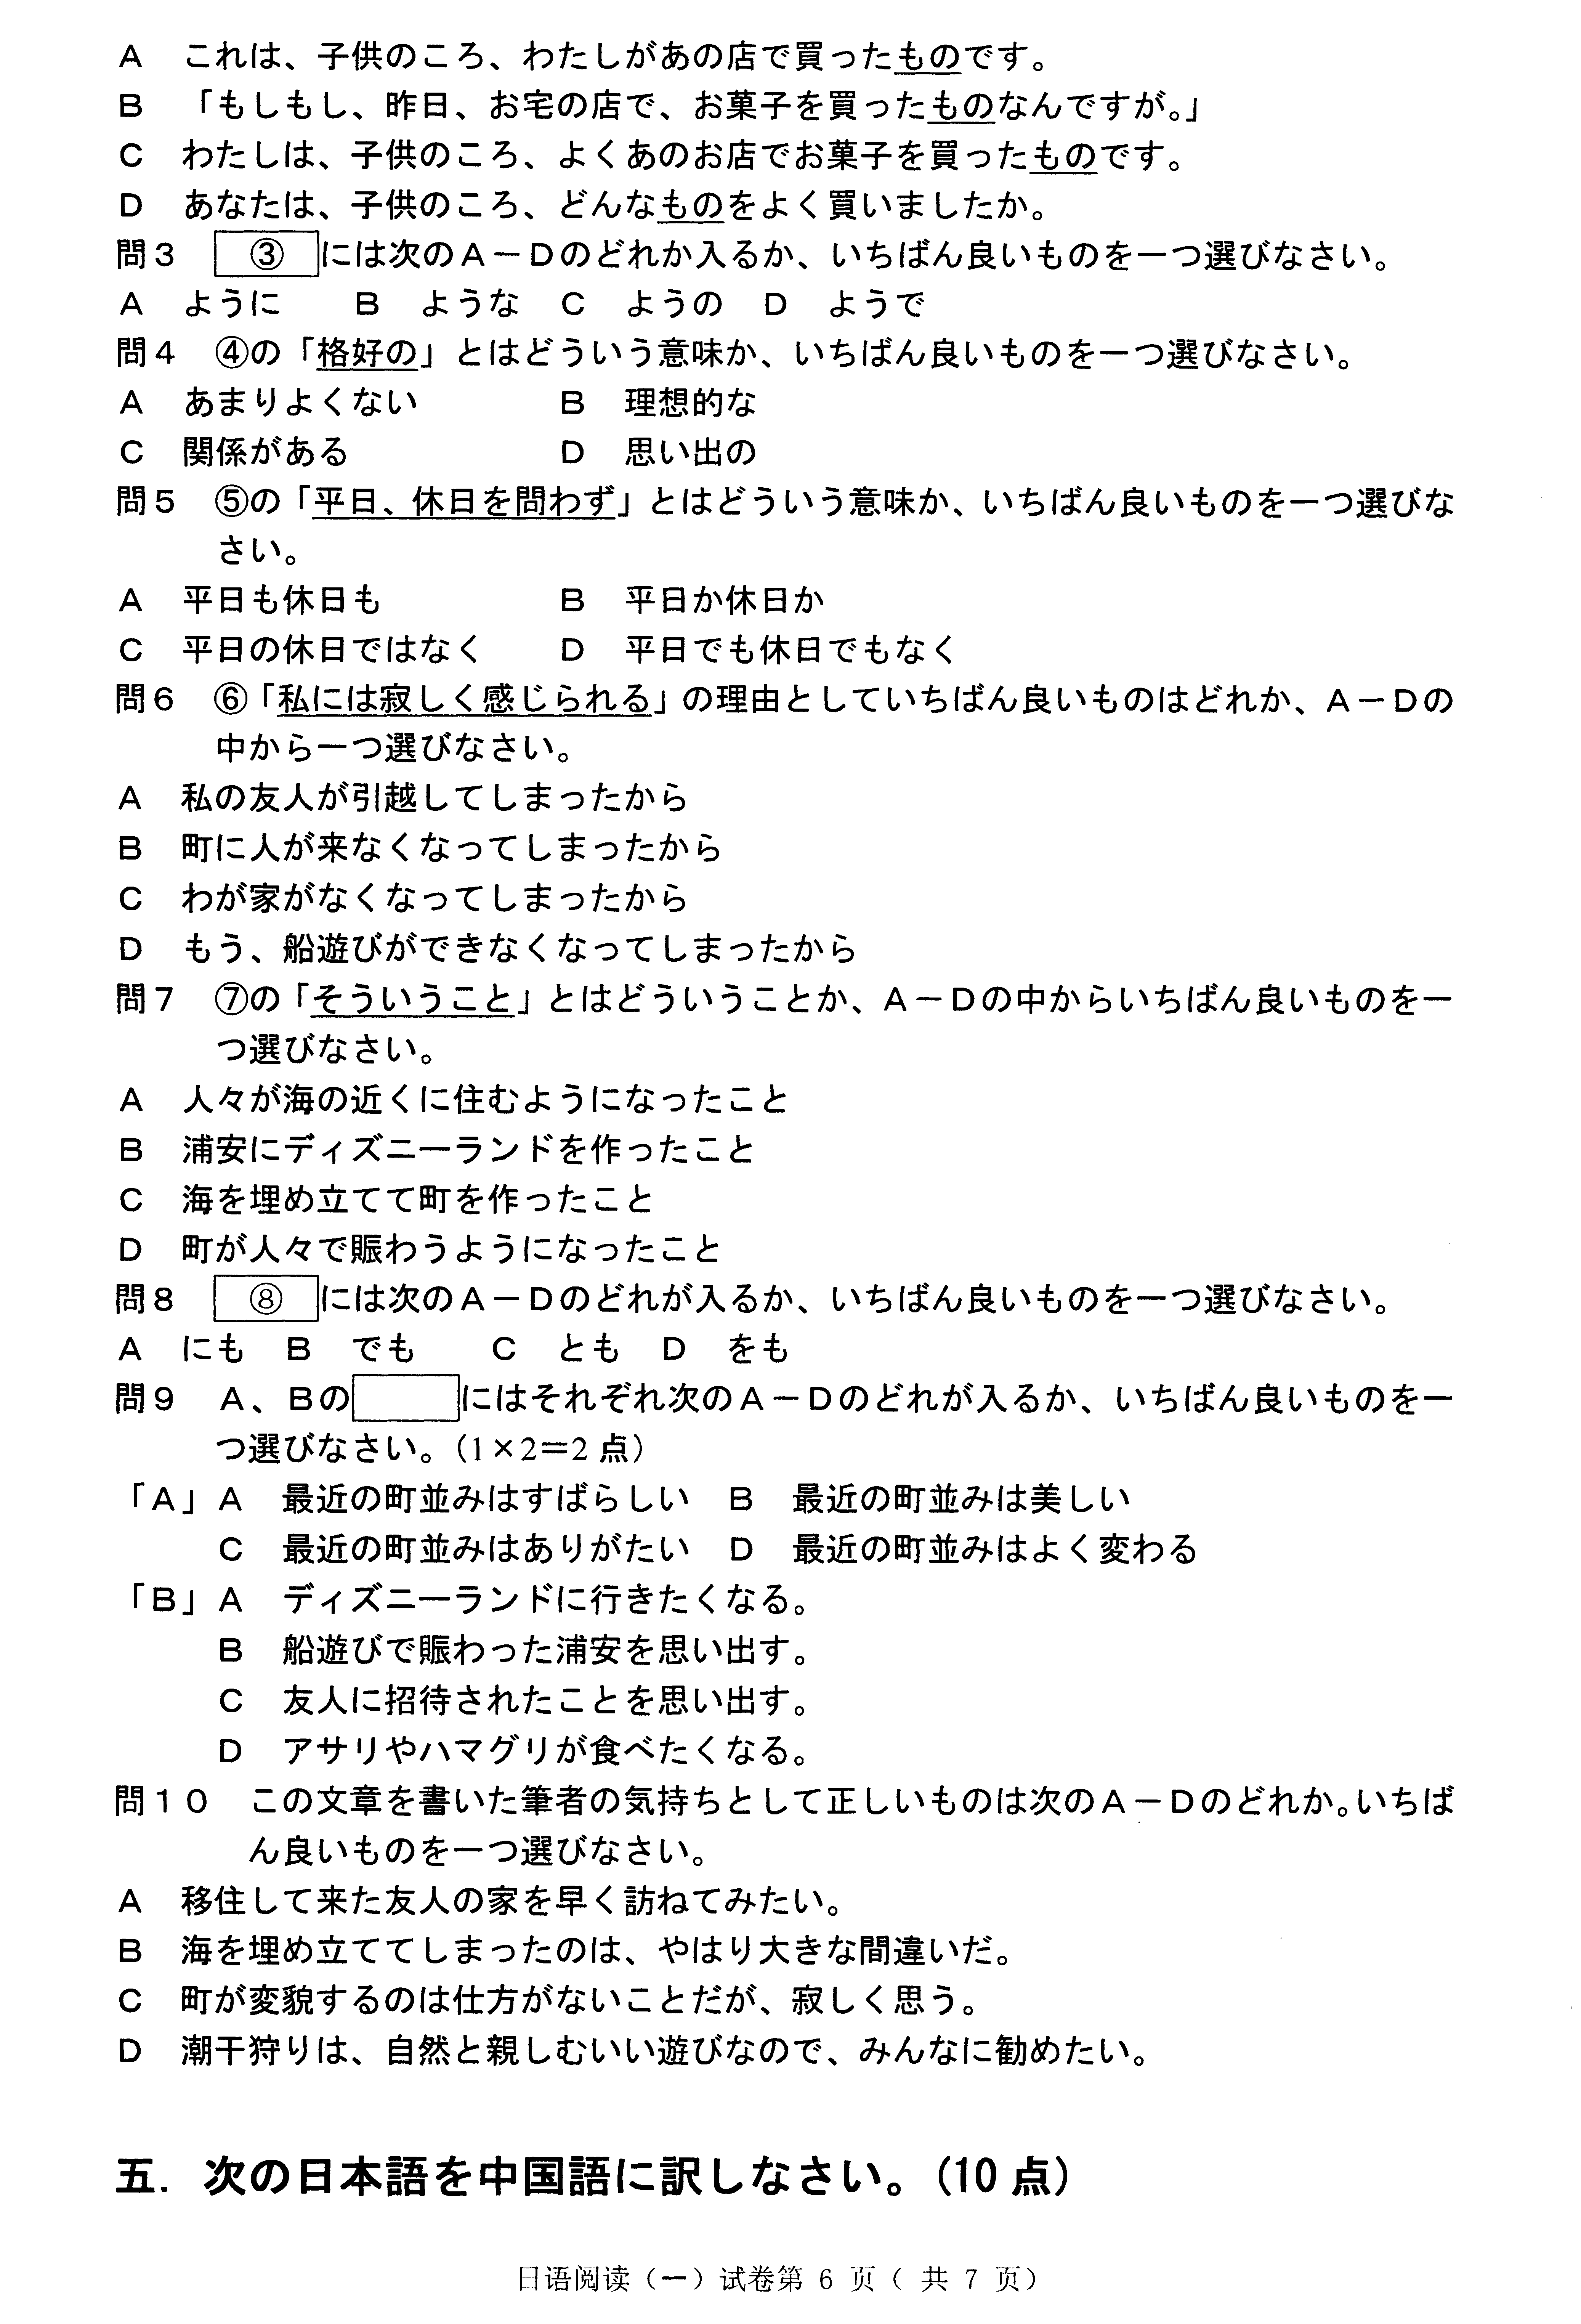 A　これは、子供のころ、わたしがあの店で買ったものです。
B　「もしもし、昨日、お宅の店で、お菓子を買ったものなんですが。」
C　わたしは、子供のころ、よくあのお店でお菓子を買ったものです。
D　あなたは、子供のころ、どんなものをよく買いましたか。
問3　③には次のA－Dのどれか入るか、いちばん良いものを一つ選びなさい。
A　ように　　B　ような　C　ようの　D　ようで
問4　④の「格好の」とはどういう意味か、いちばん良いものを一つ選びなさい。
A　あまりよくない　　　　B　理想的な
C　関係がある　　　　　　D　思い出の
問5　⑤の「平日、休日を問わず」とはどういう意味か、いちばん良いものを一つ選びな
さい。
A　平日も休日も　　　　　B　平日か休日か
C　平日の休日ではなく　　D　平日でも休日でもなく
問6　⑥「私には寂しく感じられる」の理由としていちばん良いものはどれか、A－Dの
中から一つ選びなさい。
A　私の友人が引越してしまったから
B　町に人が来なくなってしまったから
C　わが家がなくなってしまったから
D　もう、船遊びができなくなってしまったから
問7　⑦の「そういうこと」とはどういうことか、A－Dの中からいちばん良いものを一
つ選びなさい。
A　人々が海の近くに住むようになったこと
B　浦安にディズニーランドを作ったこと
C　海を埋め立てて町を作ったこと
D　町が人々で賑わうようになったこと
問8　⑧には次のA－Dのどれが入るか、いちばん良いものを一つ選びなさい。
A　にも　B　でも　　C　とも　D　をも
問9　A、Bの　　　にはそれぞれ次のA－Dのどれが入るか、いちばん良いものを一
つ選びなさい。（1×2＝2 点）
「A」A　最近の町並みはすばらしい　B　最近の町並みは美しい
C　最近の町並みはありがたい　D　最近の町並みはよく変わる
「B」A　ディズニーランドに行きたくなる。
B　船遊びで賑わった浦安を思い出す。
C　友人に招待されたことを思い出す。
D　アサリやハマグリが食べたくなる。
問10　この文章を書いた筆者の気持ちとして正しいものは次のA－Dのどれか。いちば
ん良いものを一つ選びなさい。
A　移住して来た友人の家を早く訪ねてみたい。
B　海を埋め立ててしまったのは、やはり大きな間違いだ。
C　町が変貌するのは仕方がないことだが、寂しく思う。
D　潮干狩りは、自然と親しむいい遊びなので、みんなに勧めたい。
五．次の日本語を中国語に訳しなさい。（10 点）
日语阅读（一）试卷第 6 页（ 共 7 页）